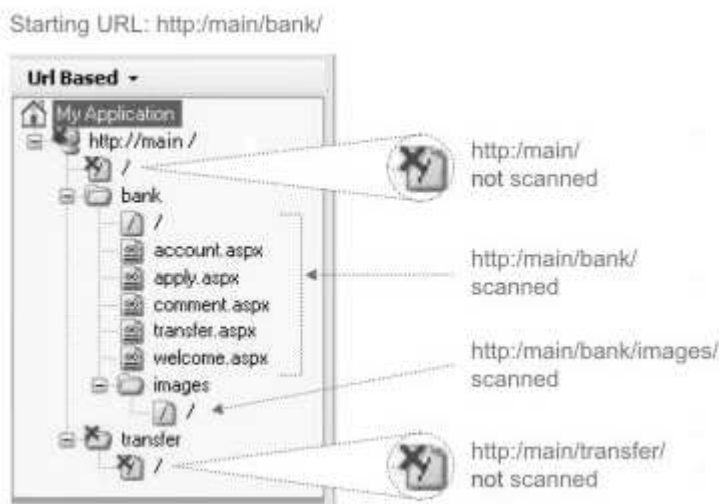 Starting URL: http:/main/bank/
Url Based
My Application
http://main /
/
bank
/
account.aspx
apply.aspx
comment.aspx
transfer.aspx
welcome.aspx
images
/
transfer
/
http:/main/
not scanned
http:/main/bank/
scanned
http:/main/bank/images/
scanned
http:/main/transfer/
not scanned